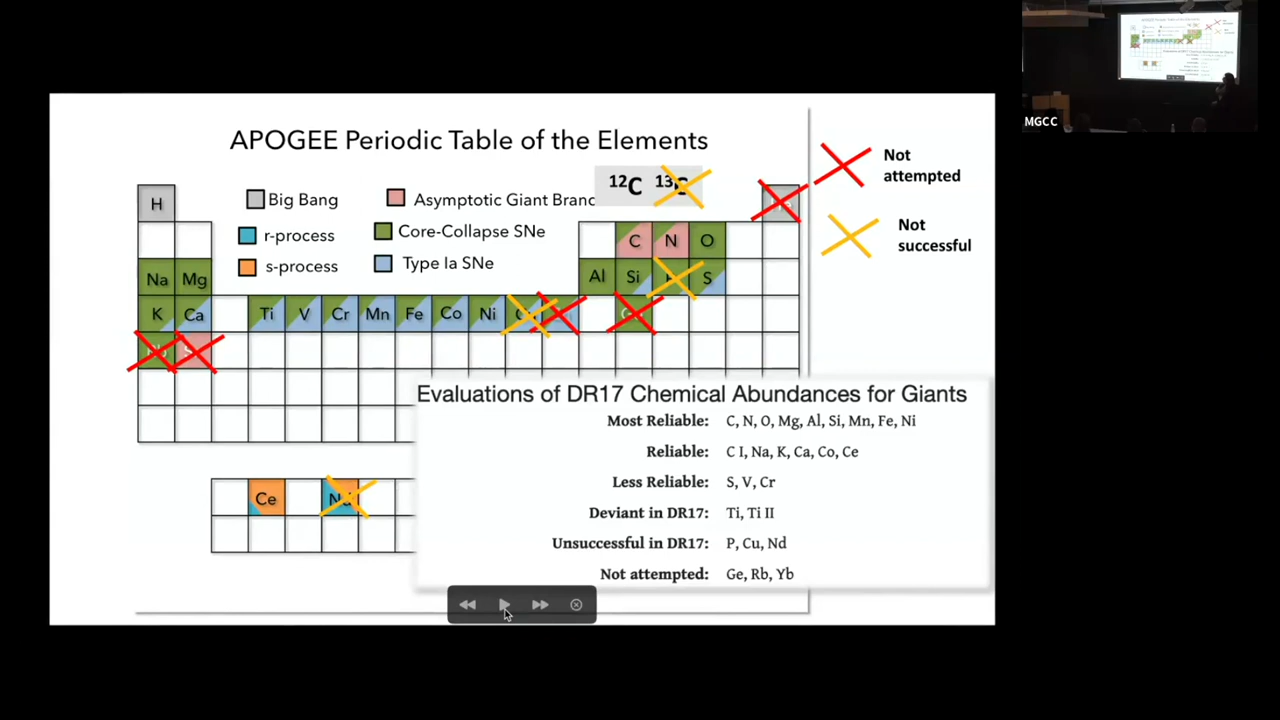 APOGEE Periodic Table of the Elements
MGCC
Not
attempted
Not
successful
12C 13C
Big Bang
Asymptotic Giant Branc
r-process
Core-Collapse SNe
s-process
Type Ia SNe
H
C N O
Na Mg Al Si S
K Ca Ti V Cr Mn Fe Co Ni
Ce Nd
Evaluations of DR17 Chemical Abundances for Giants
Most Reliable: C, N, O, Mg, Al, Si, Mn, Fe, Ni
Reliable: C I, Na, K, Ca, Co, Ce
Less Reliable: S, V, Cr
Deviant in DR17: Ti, Ti II
Unsuccessful in DR17: P, Cu, Nd
Not attempted: Ge, Rb, Yb